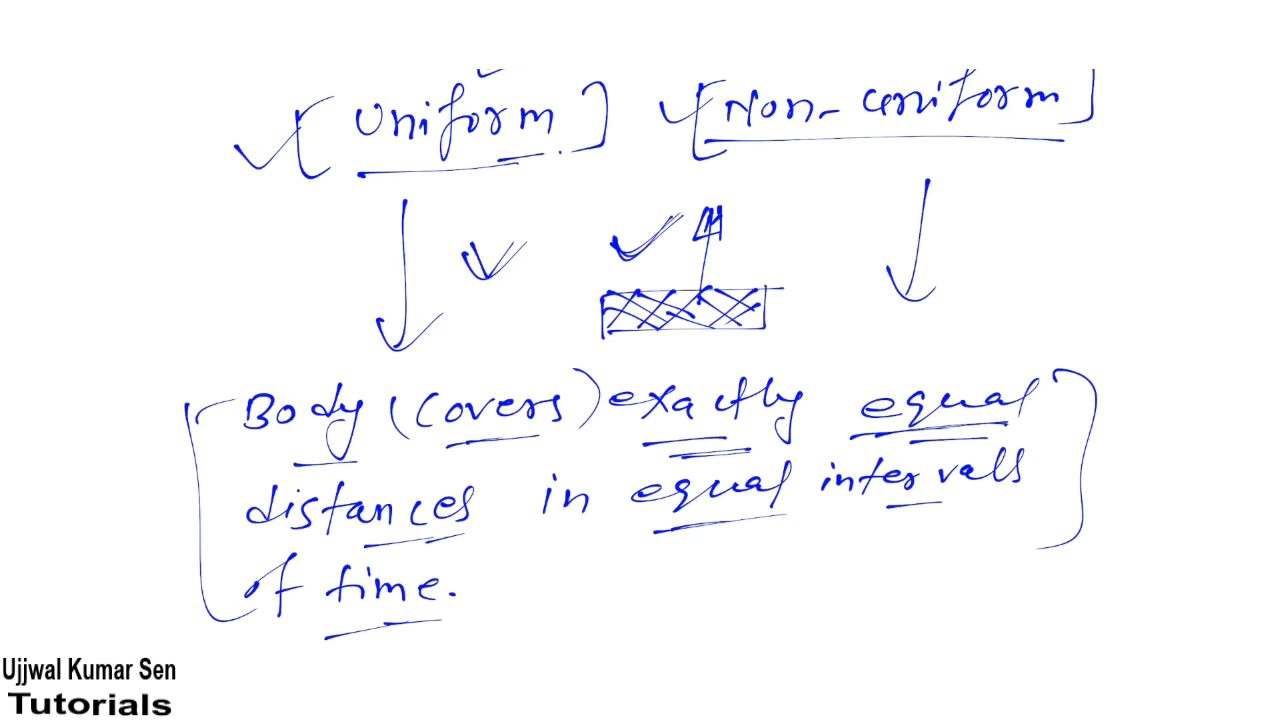 [Uniform] [Non-uniform]
Body (covers) exactly equal
distances in equal intervals
of time.
Ujjwal Kumar Sen
Tutorials